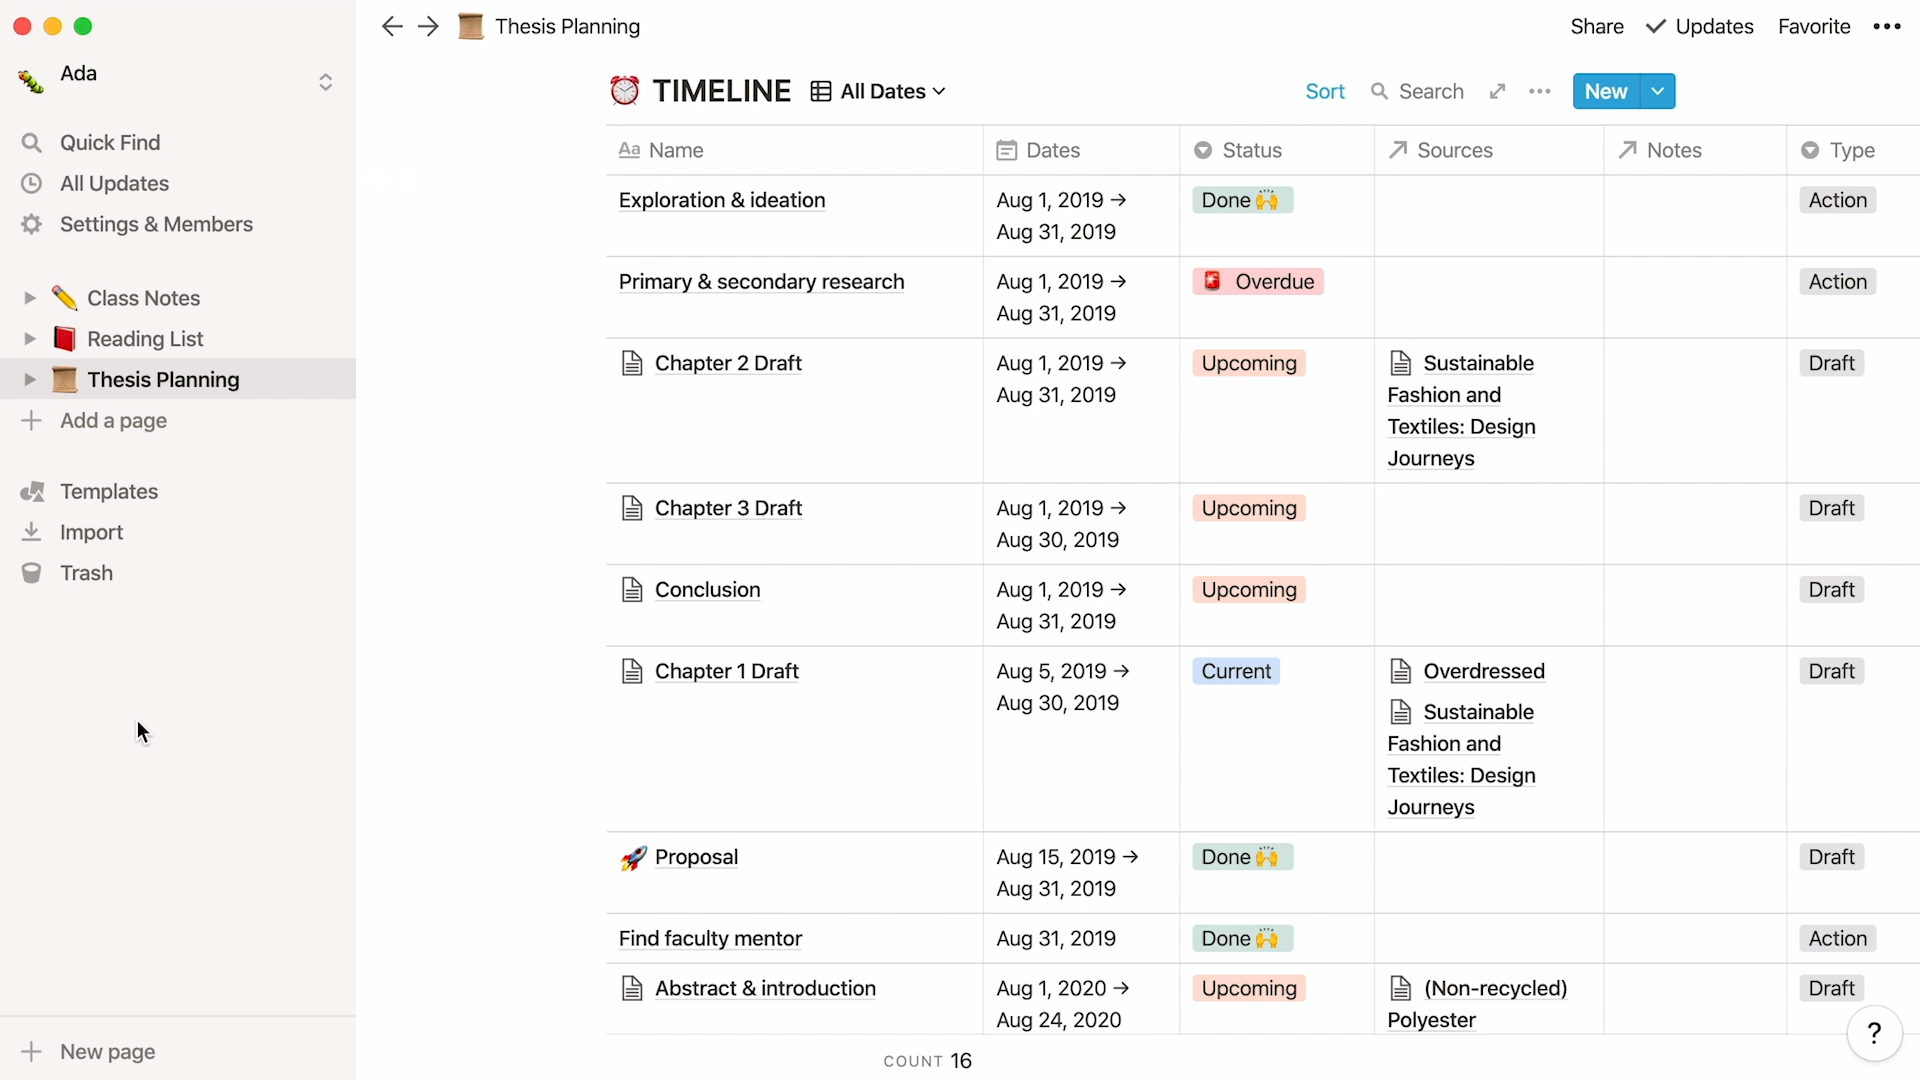 Thesis Planning
Share
Updates
Favorite
Ada
TIMELINE
All Dates
Sort
Search
New
Quick Find
All Updates
Settings & Members
Class Notes
Reading List
Thesis Planning
Add a page
Templates
Import
Trash
New page
Aa Name
Dates
Status
Sources
Notes
Type
Exploration & ideation
Aug 1, 2019 →
Aug 31, 2019
Done
Action
Primary & secondary research
Aug 1, 2019 →
Aug 31, 2019
Overdue
Action
Chapter 2 Draft
Aug 1, 2019 →
Aug 31, 2019
Upcoming
Sustainable
Fashion and
Textiles: Design
Journeys
Draft
Chapter 3 Draft
Aug 1, 2019 →
Aug 30, 2019
Upcoming
Draft
Conclusion
Aug 1, 2019 →
Aug 31, 2019
Upcoming
Draft
Chapter 1 Draft
Aug 5, 2019 →
Aug 30, 2019
Current
Overdressed
Sustainable
Fashion and
Textiles: Design
Journeys
Draft
Proposal
Aug 15, 2019 →
Aug 31, 2019
Done
Draft
Find faculty mentor
Aug 31, 2019
Done
Action
Abstract & introduction
Aug 1, 2020 →
Aug 24, 2020
Upcoming
(Non-recycled)
Polyester
Draft
COUNT 16
?